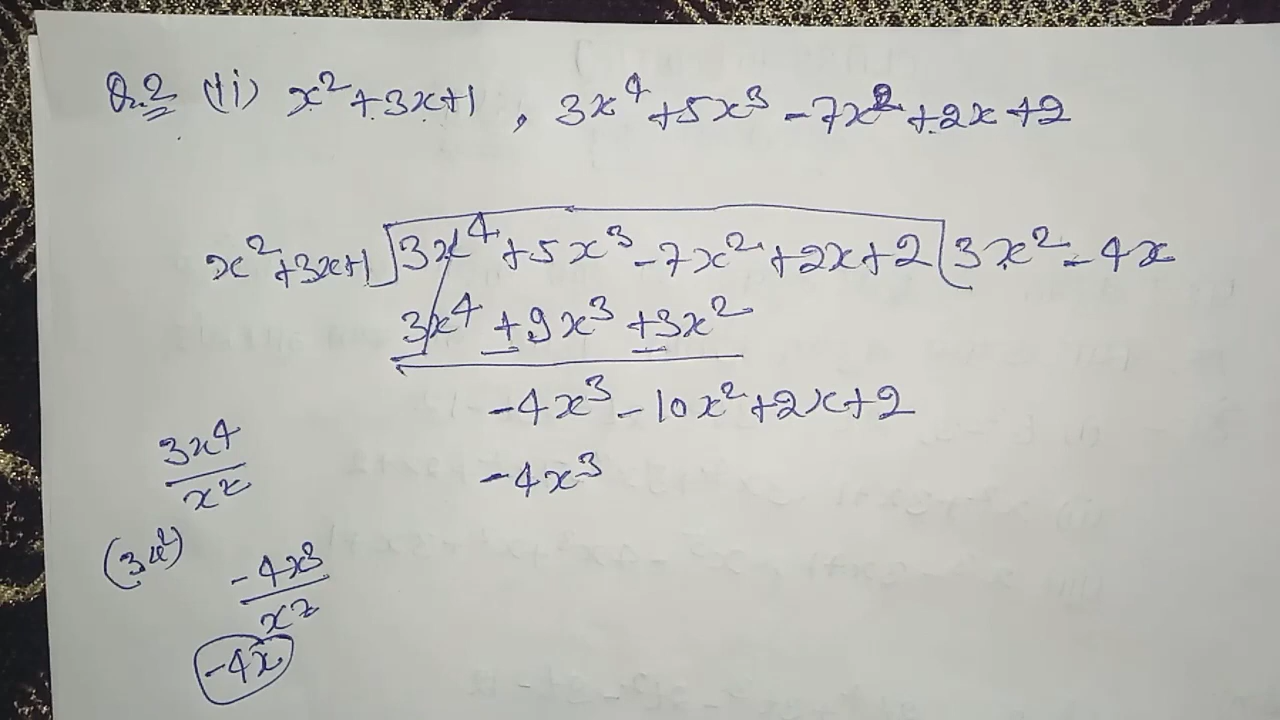 Q.2 (ii) x²+3x+1 , 3x⁴+5x³-7x²+2x+2
x²+3x+1 3x⁴+5x³-7x²+2x+2 3x²-4x
3x⁴+9x³+3x²
-4x³-10x²+2x+2
-4x³
3x⁴
x²
(3x²)
-4x³
x²
-4x